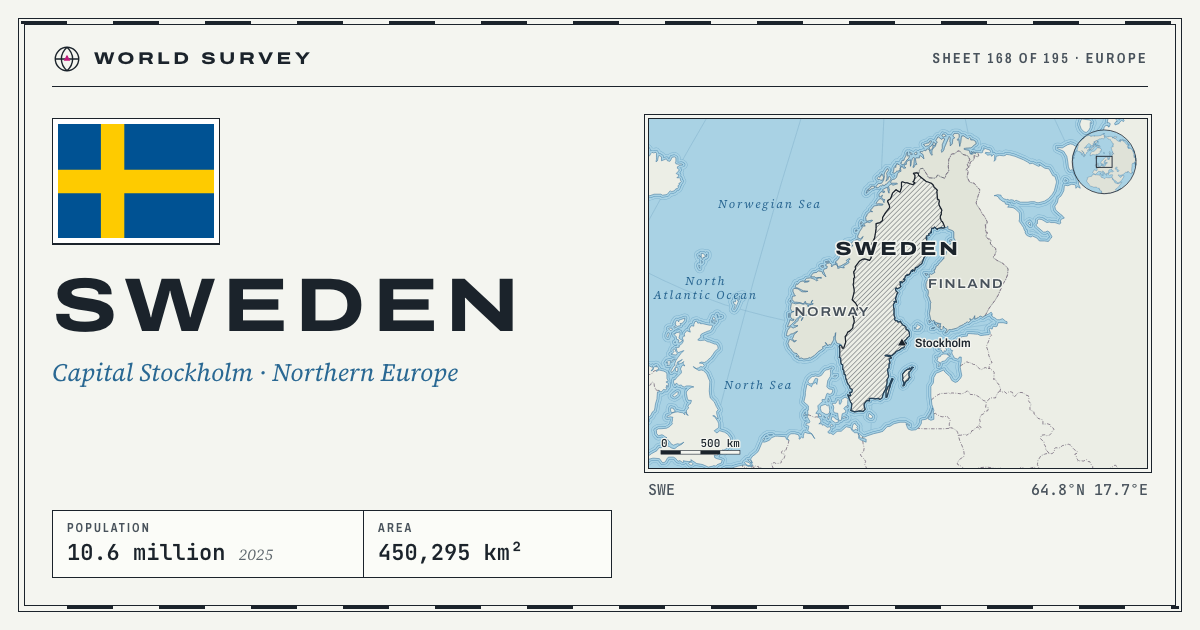 WORLD SURVEY
SHEET 168 OF 195 · EUROPE
SWEDEN
Capital Stockholm · Northern Europe
POPULATION
10.6 million 2025
AREA
450,295 km²
Norwegian Sea
SWEDEN
North
Atlantic Ocean
FINLAND
NORWAY
Stockholm
North Sea
0 500 km
SWE
64.8°N 17.7°E